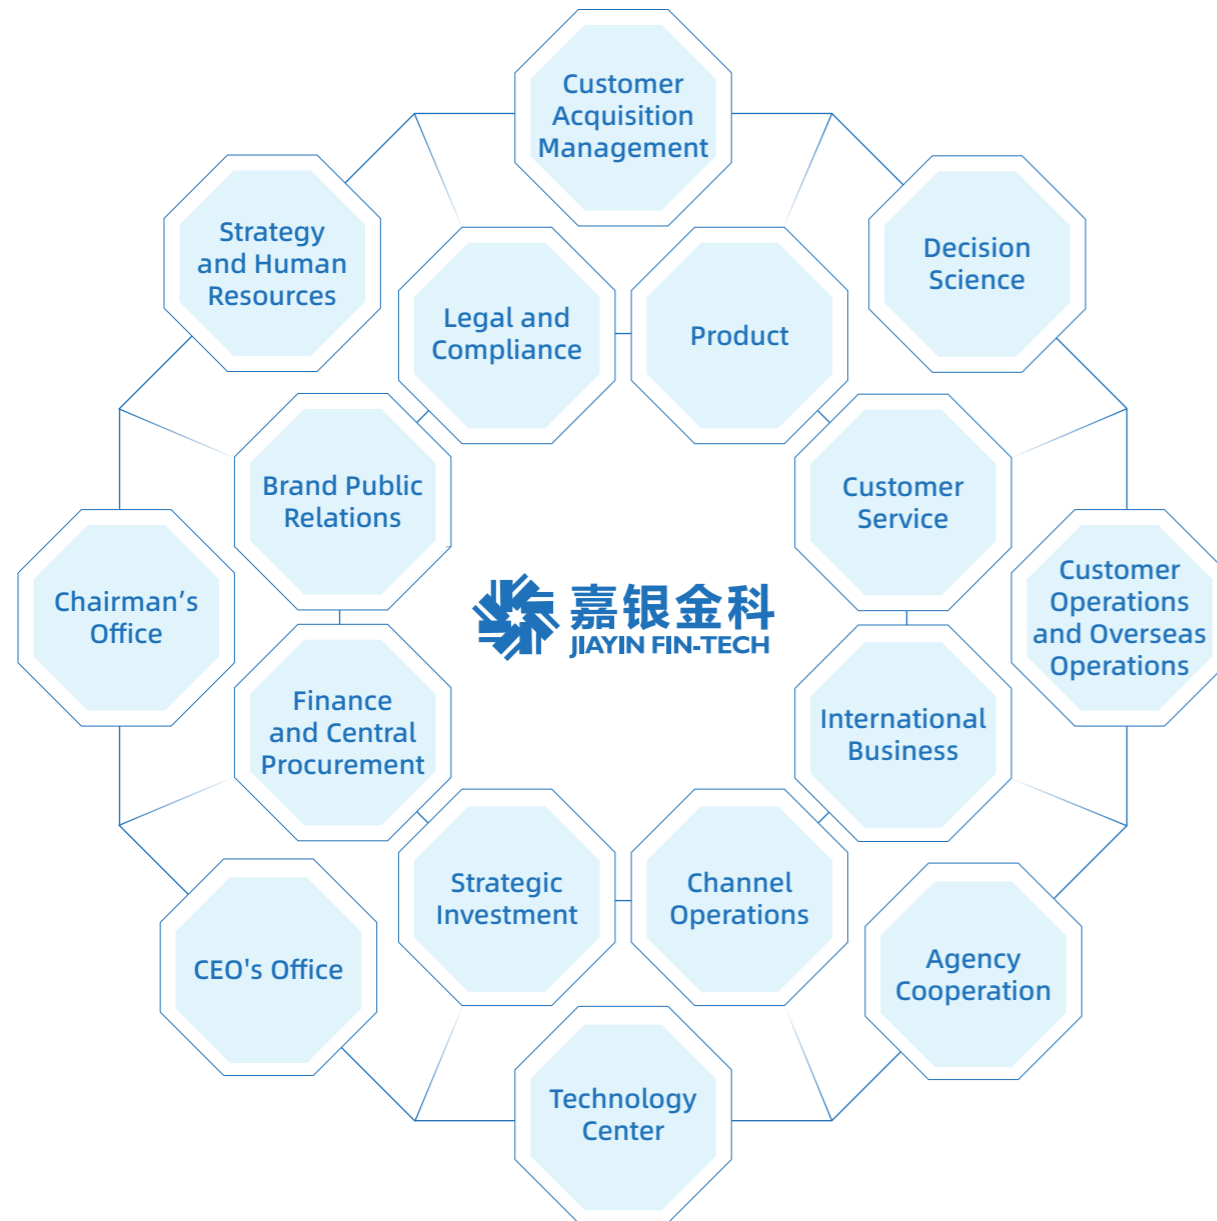 Customer
Acquisition
Management
Strategy
and Human
Resources
Decision
Science
Legal and
Compliance
Product
Brand Public
Relations
Customer
Service
Chairman’s
Office
嘉银金科
JIAYIN FIN-TECH
Customer
Operations
and Overseas
Operations
Finance
and Central
Procurement
International
Business
Strategic
Investment
Channel
Operations
CEO's Office
Agency
Cooperation
Technology
Center